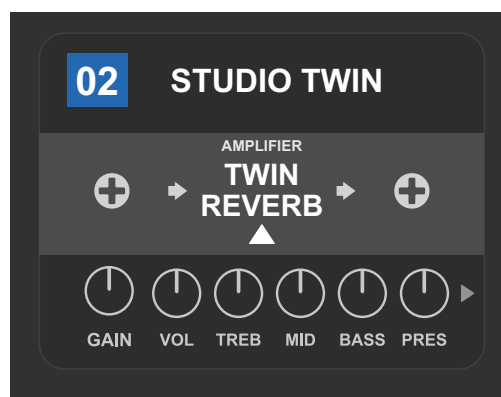 02 STUDIO TWIN
AMPLIFIER
TWIN
REVERB
GAIN VOL TREB MID BASS PRES